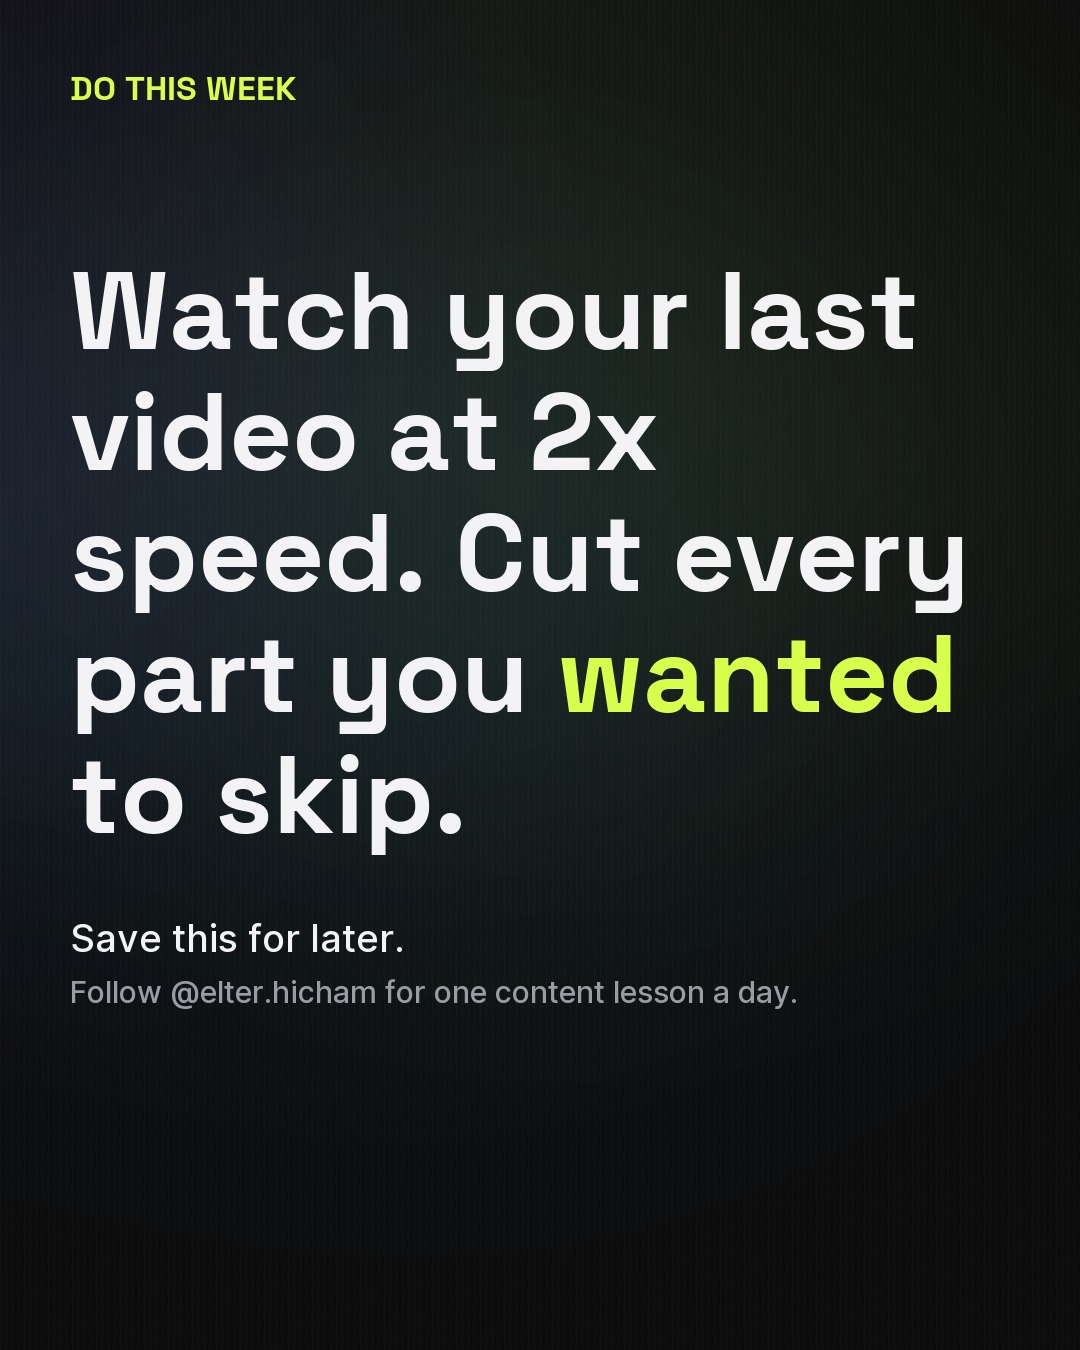 DO THIS WEEK
Watch your last
video at 2x
speed. Cut every
part you wanted
to skip.
Save this for later.
Follow @elter.hicham for one content lesson a day.